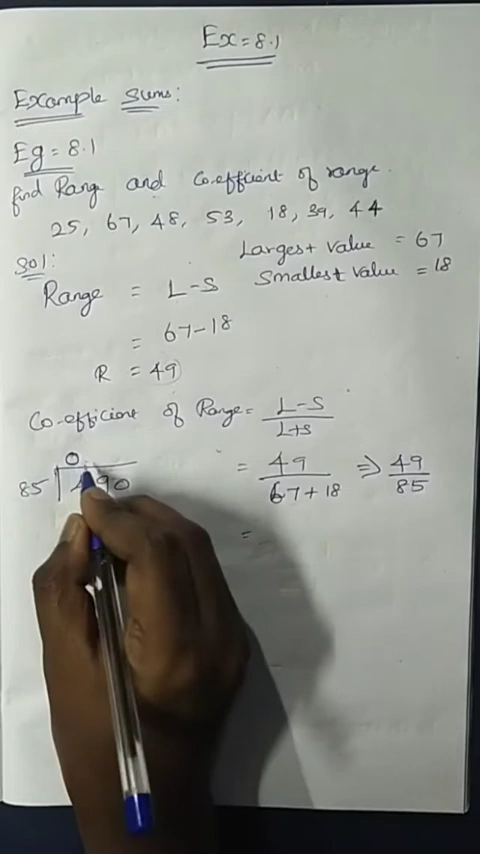 Ex = 8.1
Example Sums:
Eg = 8.1
find Range and Co-efficient of range.
25, 67, 48, 53, 18, 39, 44
Sol:
Largest value = 67
Smallest value = 18
Range = L-S
= 67-18
R = 49
Co-efficient of Range = L-S / L+S
= 49 / 67+18 => 49 / 85
0.
85 | 490
=